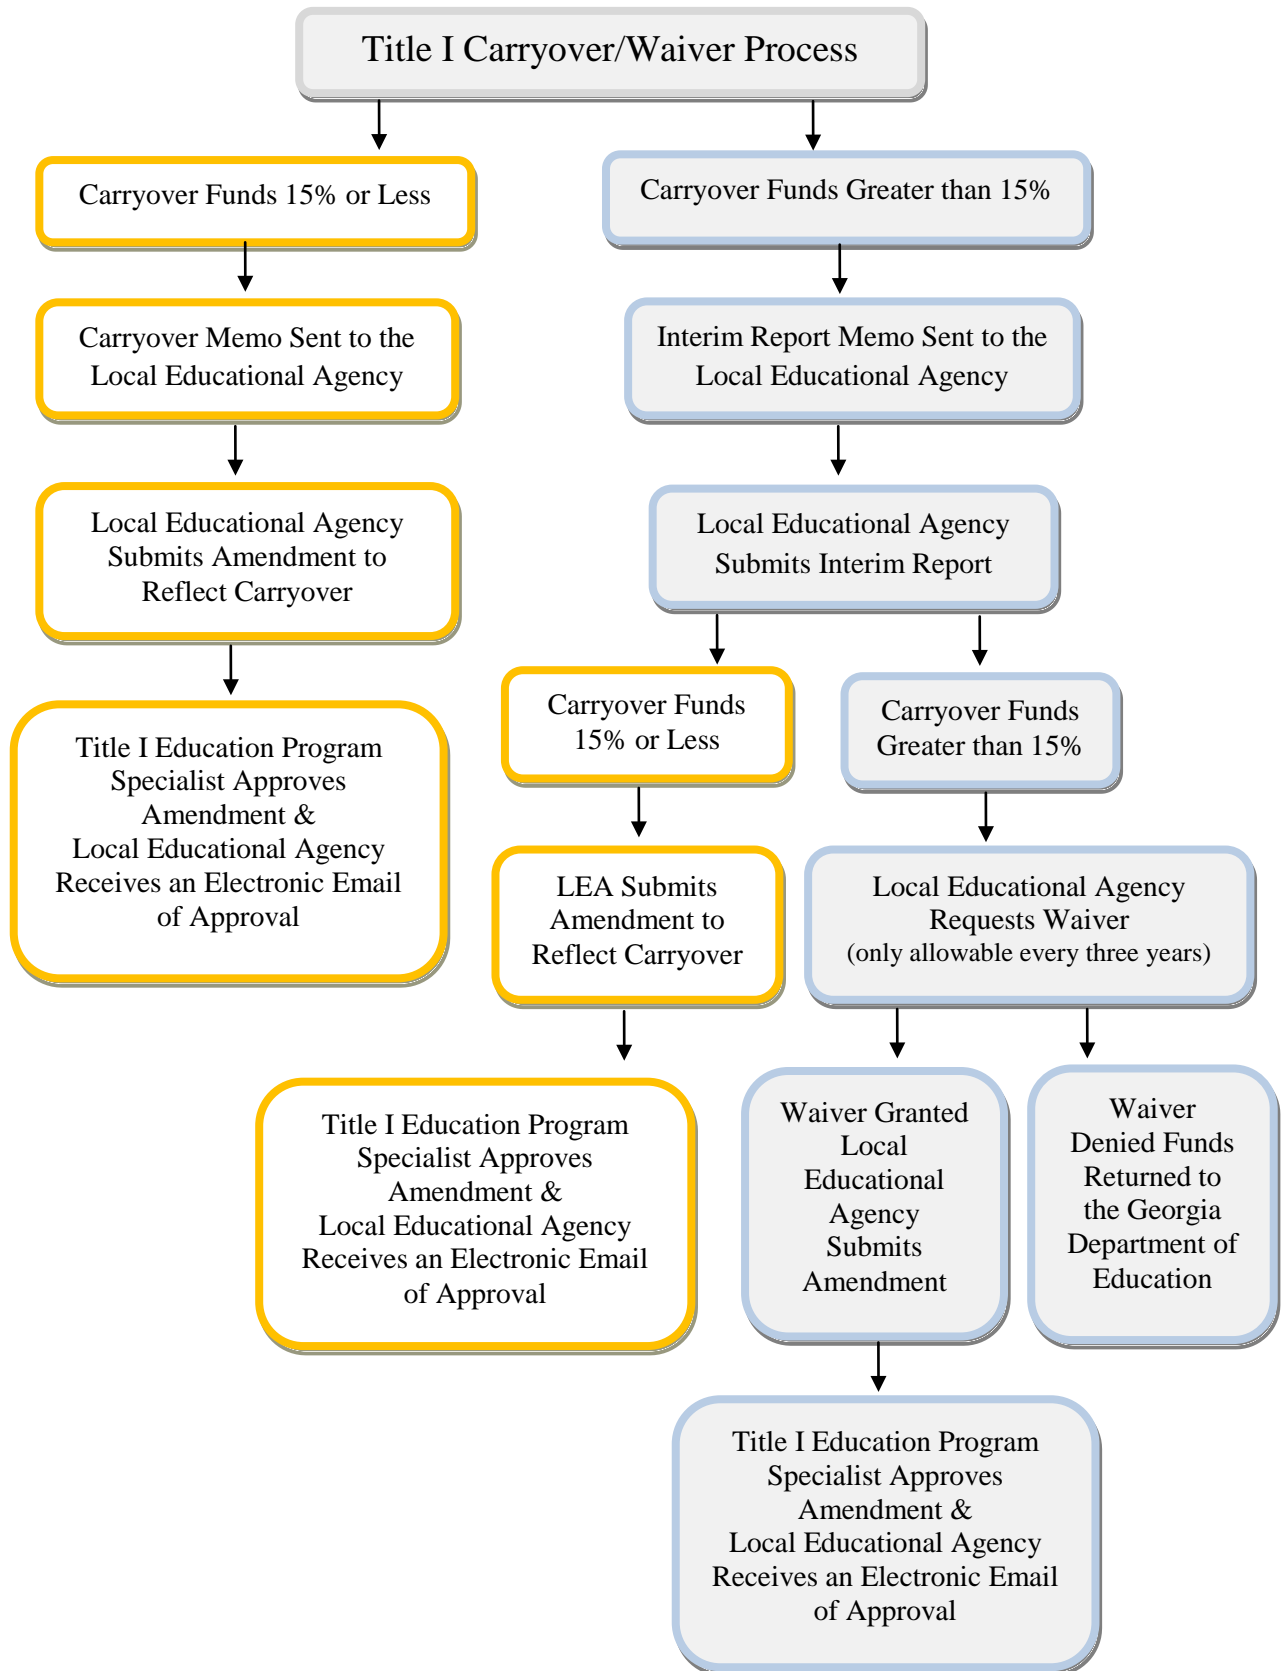 Title I Carryover/Waiver Process
Carryover Funds 15% or Less
Carryover Memo Sent to the
Local Educational Agency
Local Educational Agency
Submits Amendment to
Reflect Carryover
Title I Education Program
Specialist Approves
Amendment &
Local Educational Agency
Receives an Electronic Email
of Approval
Carryover Funds Greater than 15%
Interim Report Memo Sent to the
Local Educational Agency
Local Educational Agency
Submits Interim Report
Carryover Funds
15% or Less
LEA Submits
Amendment to
Reflect Carryover
Title I Education Program
Specialist Approves
Amendment &
Local Educational Agency
Receives an Electronic Email
of Approval
Carryover Funds
Greater than 15%
Local Educational Agency
Requests Waiver
(only allowable every three years)
Waiver Granted
Local
Educational
Agency
Submits
Amendment
Waiver
Denied Funds
Returned to
the Georgia
Department of
Education
Title I Education Program
Specialist Approves
Amendment &
Local Educational Agency
Receives an Electronic Email
of Approval